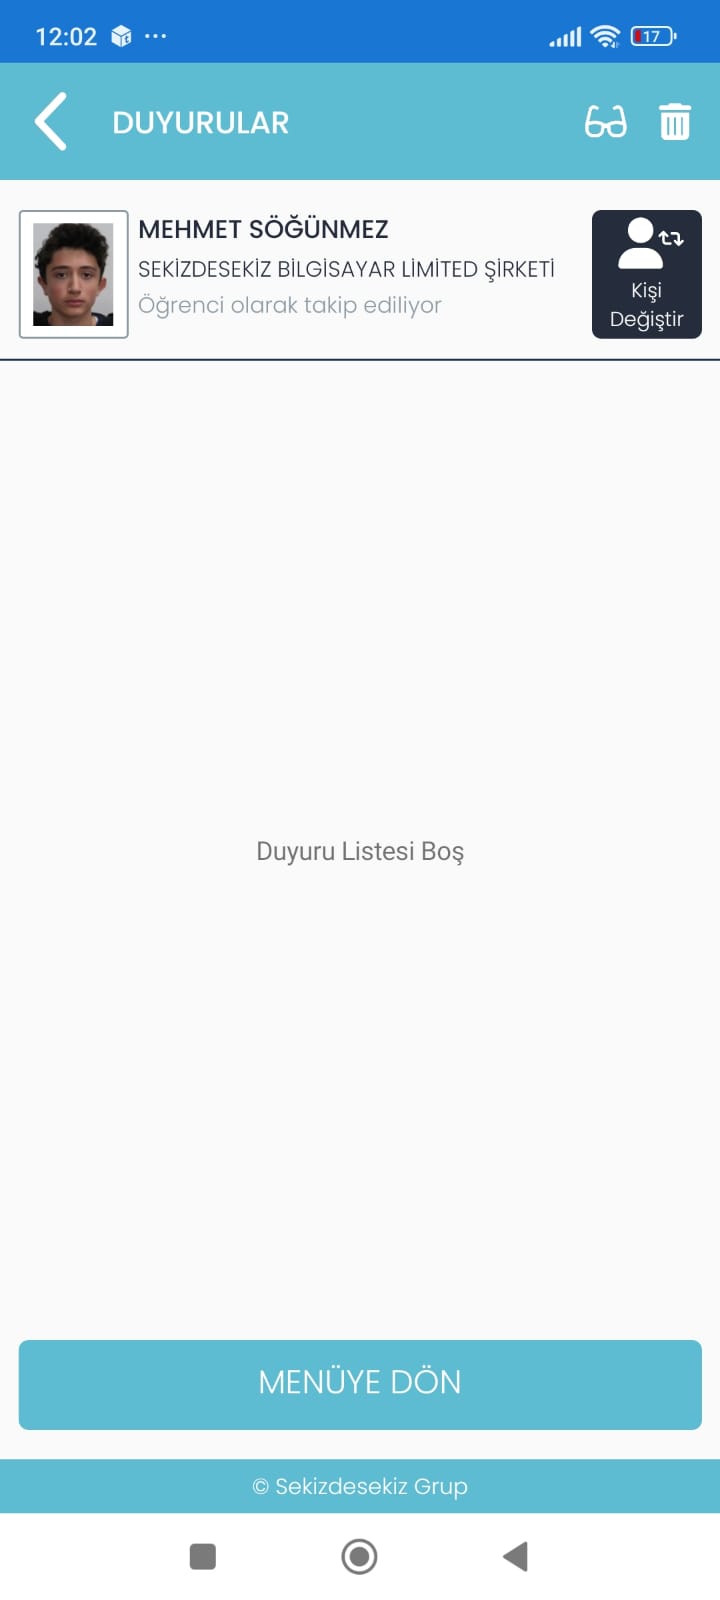 12:02
17
DUYURULAR
MEHMET SÖĞÜNMEZ
SEKİZDESEKİZ BİLGİSAYAR LİMİTED ŞİRKETİ
Öğrenci olarak takip ediliyor
Kişi
Değiştir
Duyuru Listesi Boş
MENÜYE DÖN
© Sekizdesekiz Grup